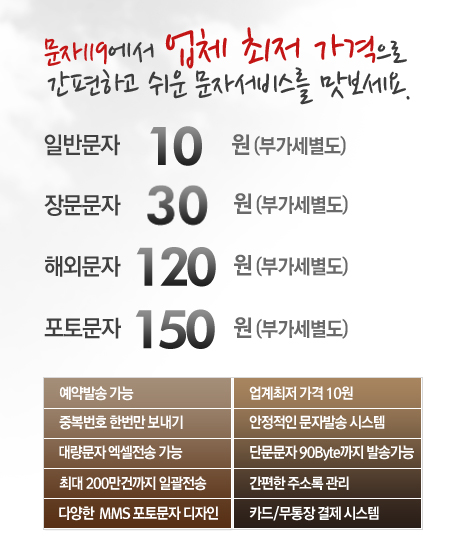 문자119에서 업체 최저 가격으로
간편하고 쉬운 문자서비스를 맛보세요.
일반문자 10 원 (부가세별도)
장문문자 30 원 (부가세별도)
해외문자 120 원 (부가세별도)
포토문자 150 원 (부가세별도)
예약발송 가능 업계최저 가격 10원
중복번호 한번만 보내기 안정적인 문자발송 시스템
대량문자 엑셀전송 가능 단문문자 90Byte까지 발송가능
최대 200만건까지 일괄전송 간편한 주소록 관리
다양한 MMS 포토문자 디자인 카드/무통장 결제 시스템